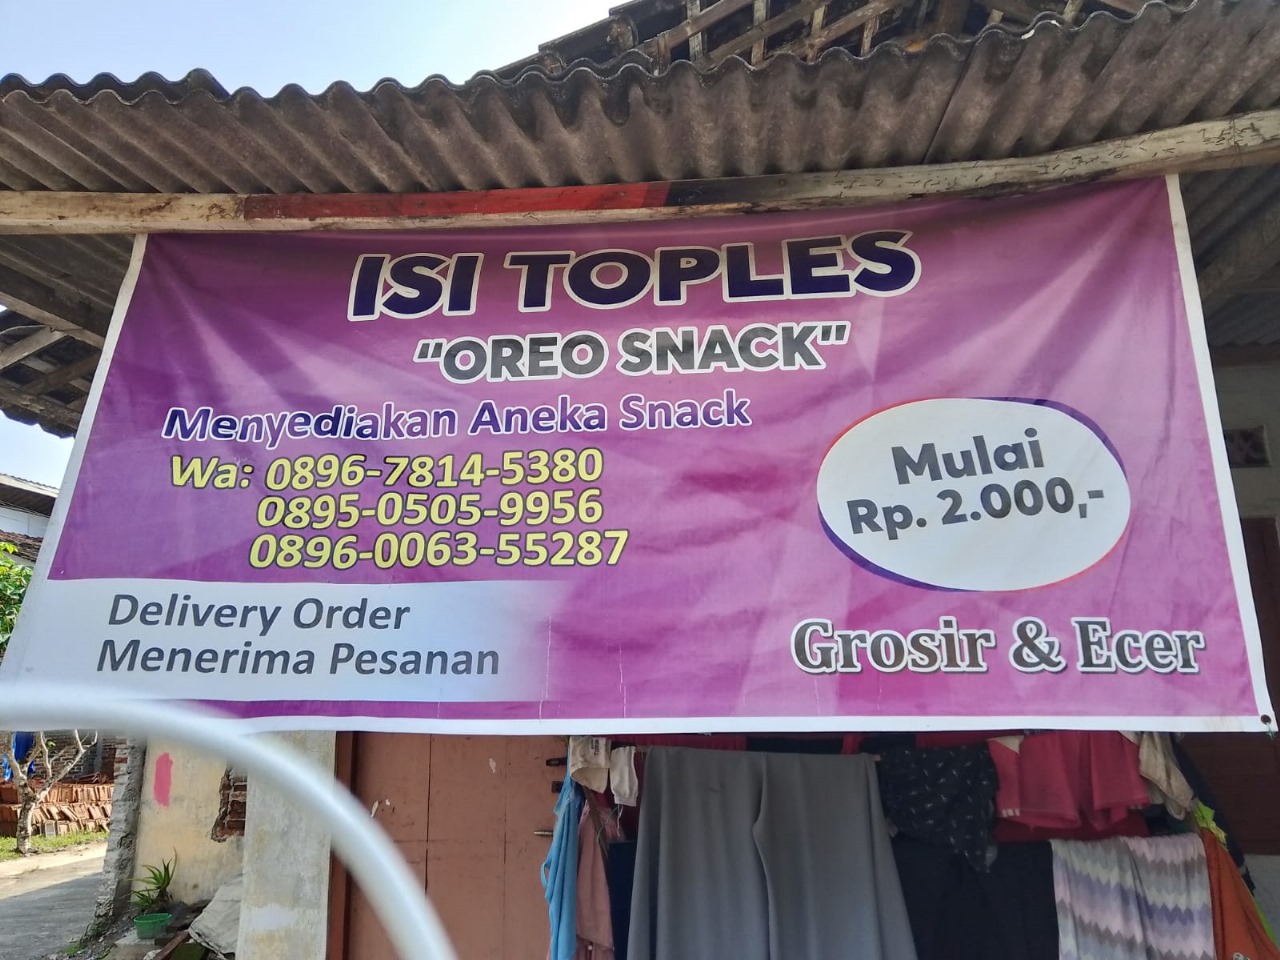 ISI TOPLES
"OREO SNACK"
Menyediakan Aneka Snack
Wa: 0896-7814-5380
0895-0505-9956
0896-0063-55287
Mulai
Rp. 2.000,-
Delivery Order
Menerima Pesanan
Grosir & Ecer